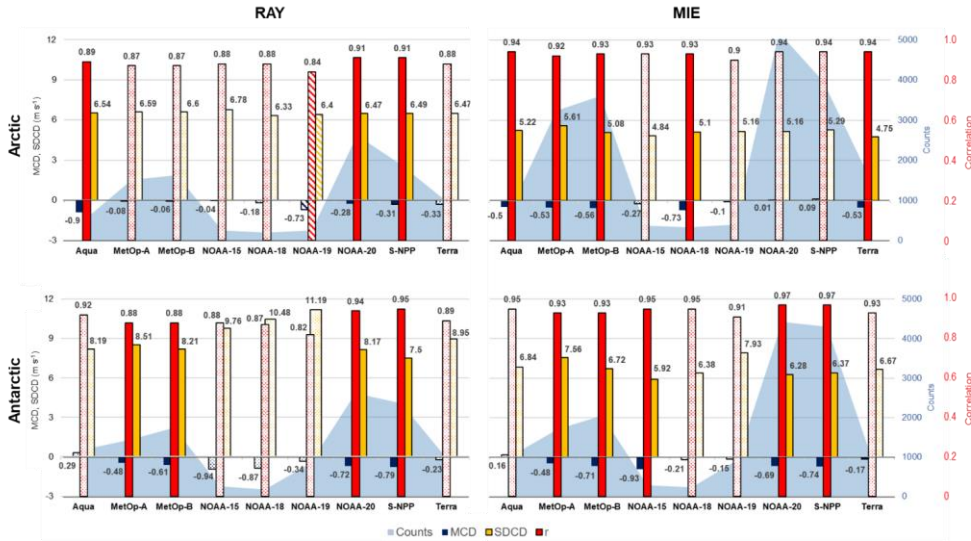 RAY MIE
Arctic
MCD, SDCD (m s⁻¹)
12
9
6
3
0
-3
0.89 0.87 0.87 0.88 0.88 0.84 0.91 0.91 0.88
6.54 6.59 6.6 6.78 6.33 6.4 6.47 6.49 6.47
-0.9 -0.08 -0.06 -0.04 -0.18 -0.73 -0.28 -0.31 -0.33
Aqua MetOp-A MetOp-B NOAA-15 NOAA-18 NOAA-19 NOAA-20 S-NPP Terra
0.94 0.92 0.93 0.93 0.93 0.9 0.94 0.94 0.94
5.22 5.61 5.08 4.84 5.1 5.16 5.16 5.29 4.75
-0.5 -0.53 -0.56 -0.27 -0.73 -0.1 0.01 0.09 -0.53
Aqua MetOp-A MetOp-B NOAA-15 NOAA-18 NOAA-19 NOAA-20 S-NPP Terra
5000
4000
3000
2000
1000
0
Counts
1.0
0.8
0.6
0.4
0.2
0.0
Correlation
Antarctic
MCD, SDCD (m s⁻¹)
12
9
6
3
0
-3
0.92 0.88 0.88 0.88 0.87 0.82 0.94 0.95 0.89
8.19 8.51 8.21 9.76 10.48 11.19 8.17 7.5 8.95
0.29 -0.48 -0.61 -0.94 -0.87 -0.34 -0.72 -0.79 -0.23
Aqua MetOp-A MetOp-B NOAA-15 NOAA-18 NOAA-19 NOAA-20 S-NPP Terra
0.95 0.93 0.93 0.95 0.95 0.91 0.97 0.97 0.93
6.84 7.56 6.72 5.92 6.38 7.93 6.28 6.37 6.67
0.16 -0.48 -0.71 -0.93 -0.21 -0.15 -0.69 -0.74 -0.17
Aqua MetOp-A MetOp-B NOAA-15 NOAA-18 NOAA-19 NOAA-20 S-NPP Terra
5000
4000
3000
2000
1000
0
Counts
1.0
0.8
0.6
0.4
0.2
0.0
Correlation
Counts MCD SDCD r